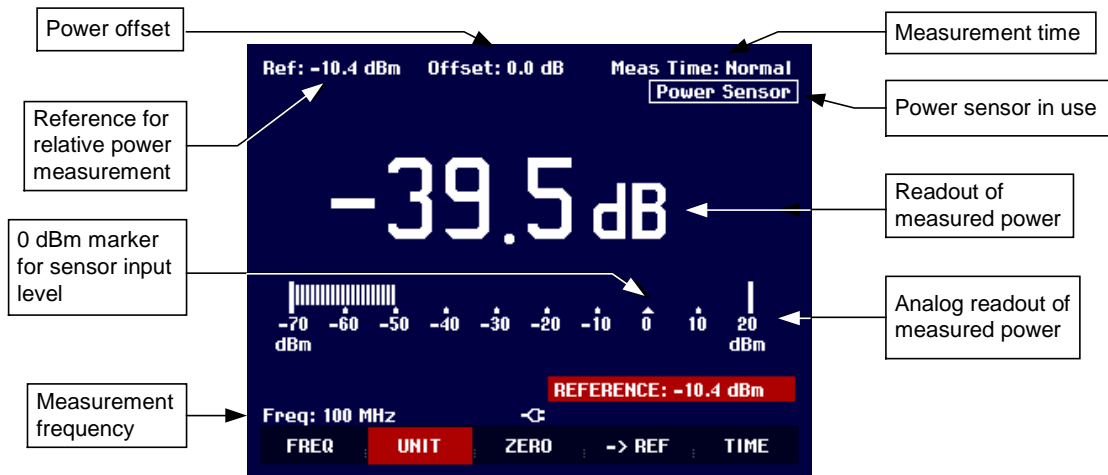 Power offset
Measurement time
Ref: -10.4 dBm Offset: 0.0 dB Meas Time: Normal
Power Sensor
Power sensor in use
Reference for
relative power
measurement
-39.5 dB
Readout of
measured power
0 dBm marker
for sensor input
level
Analog readout of
measured power
-70 -60 -50 -40 -30 -20 -10 0 10 20
dBm dBm
REFERENCE: -10.4 dBm
Measurement
frequency
Freq: 100 MHz
FREQ UNIT ZERO -> REF TIME